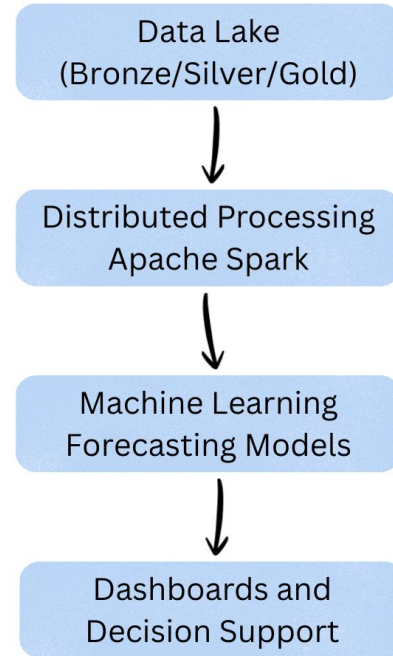 Data Lake
(Bronze/Silver/Gold)
Distributed Processing
Apache Spark
Machine Learning
Forecasting Models
Dashboards and
Decision Support